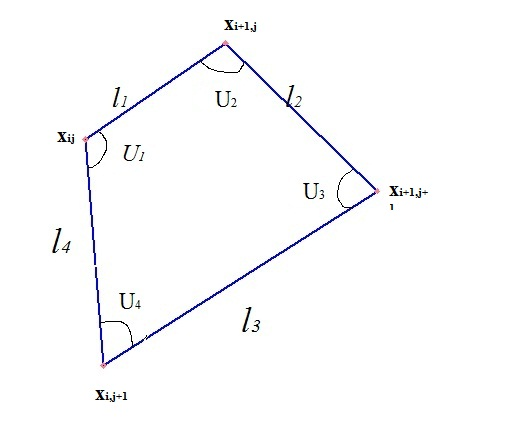 xi+1,j
l1
l2
U2
xij
U1
U3
xi+1,j+
1
l4
U4
l3
xi,j+1